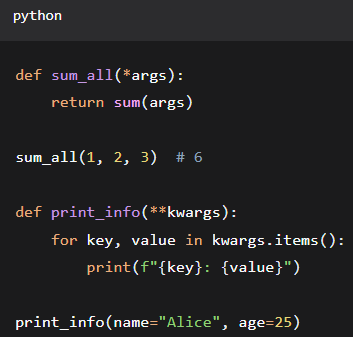 python
def sum_all(*args):
    return sum(args)
sum_all(1, 2, 3)  # 6
def print_info(**kwargs):
    for key, value in kwargs.items():
        print(f"{key}: {value}")
print_info(name="Alice", age=25)